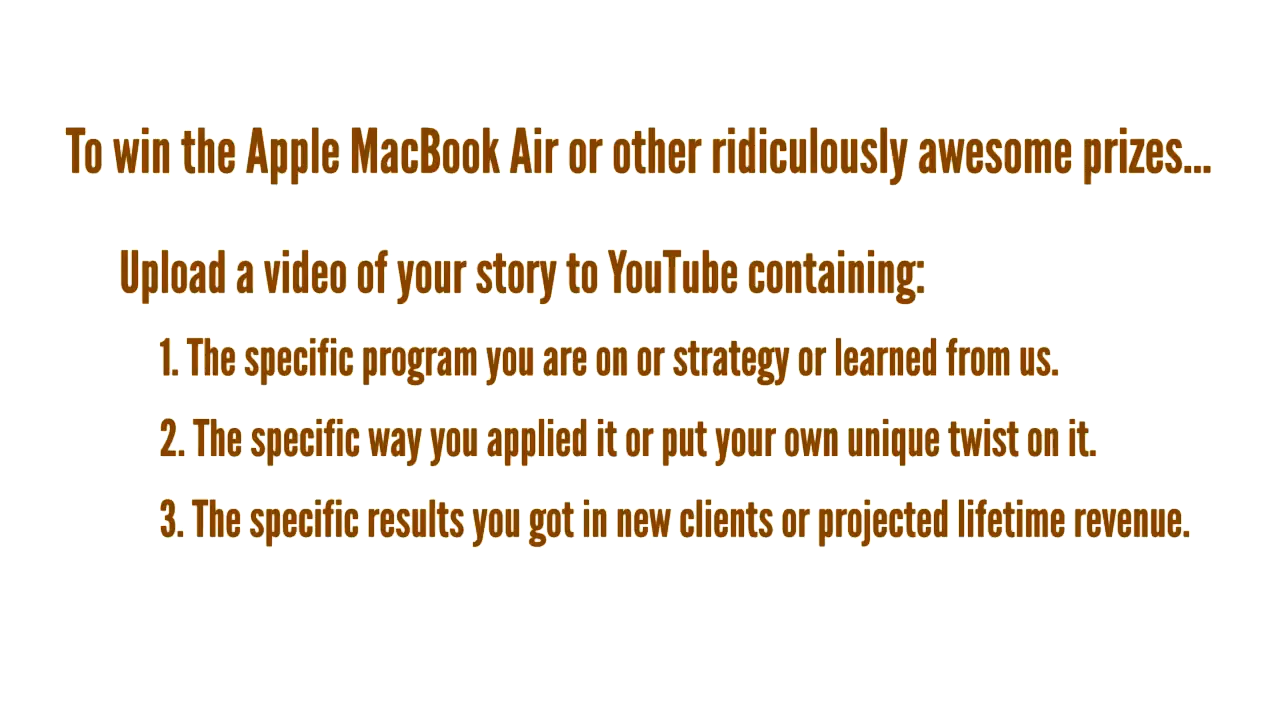 To win the Apple MacBook Air or other ridiculously awesome prizes...
Upload a video of your story to YouTube containing:
1. The specific program you are on or strategy or learned from us.
2. The specific way you applied it or put your own unique twist on it.
3. The specific results you got in new clients or projected lifetime revenue.